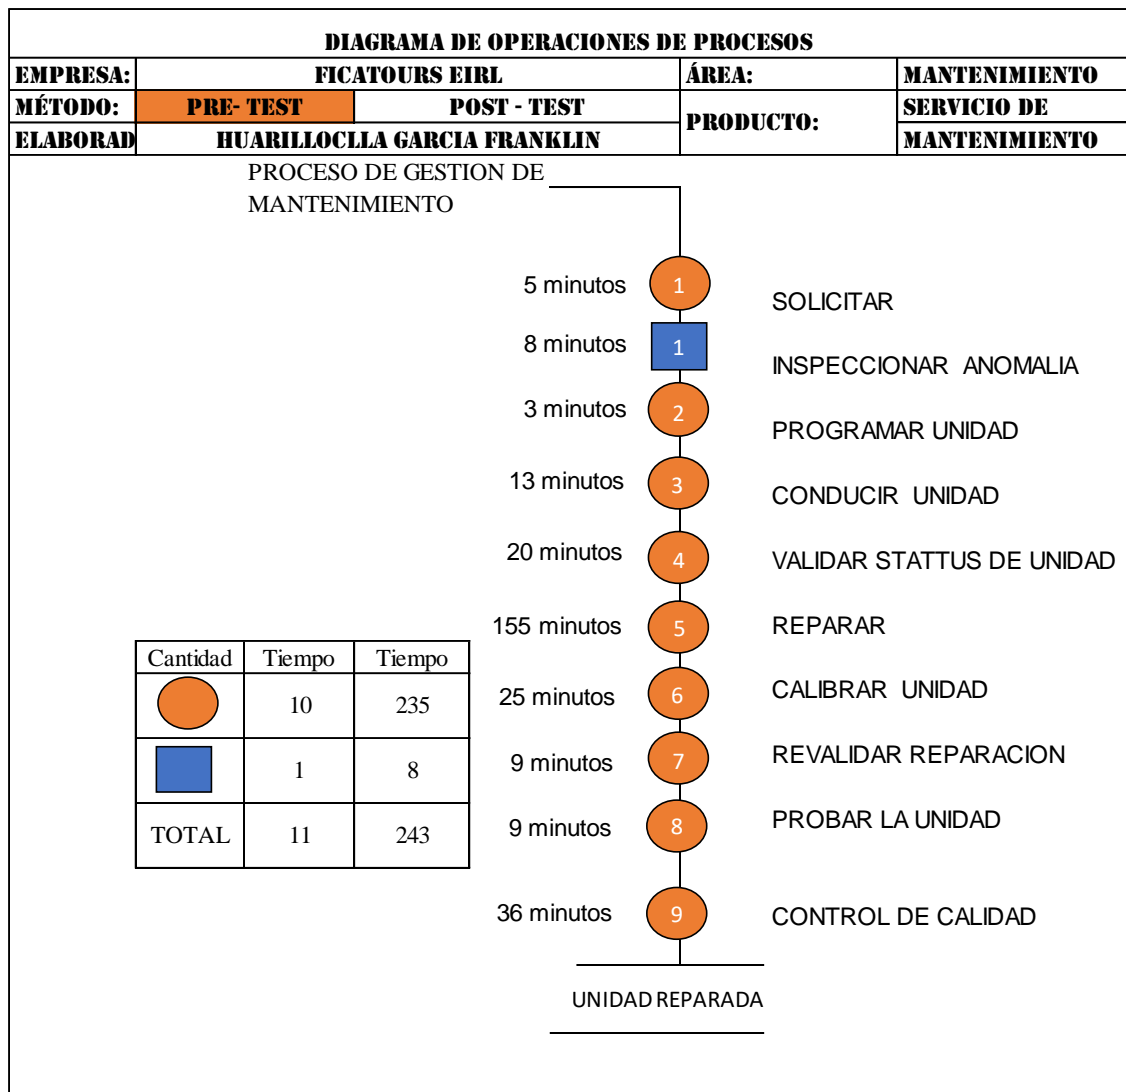 DIAGRAMA DE OPERACIONES DE PROCESOS
EMPRESA: FICATOURS EIRL ÁREA: MANTENIMIENTO
MÉTODO: PRE- TEST POST - TEST PRODUCTO: SERVICIO DE
ELABORAD HUARILLOCLLA GARCIA FRANKLIN MANTENIMIENTO
PROCESO DE GESTION DE
MANTENIMIENTO
5 minutos 1 SOLICITAR
8 minutos 1 INSPECCIONAR ANOMALIA
3 minutos 2 PROGRAMAR UNIDAD
13 minutos 3 CONDUCIR UNIDAD
20 minutos 4 VALIDAR STATTUS DE UNIDAD
155 minutos 5 REPARAR
25 minutos 6 CALIBRAR UNIDAD
9 minutos 7 REVALIDAR REPARACION
9 minutos 8 PROBAR LA UNIDAD
36 minutos 9 CONTROL DE CALIDAD
UNIDAD REPARADA
Cantidad Tiempo Tiempo
10 235
1 8
TOTAL 11 243